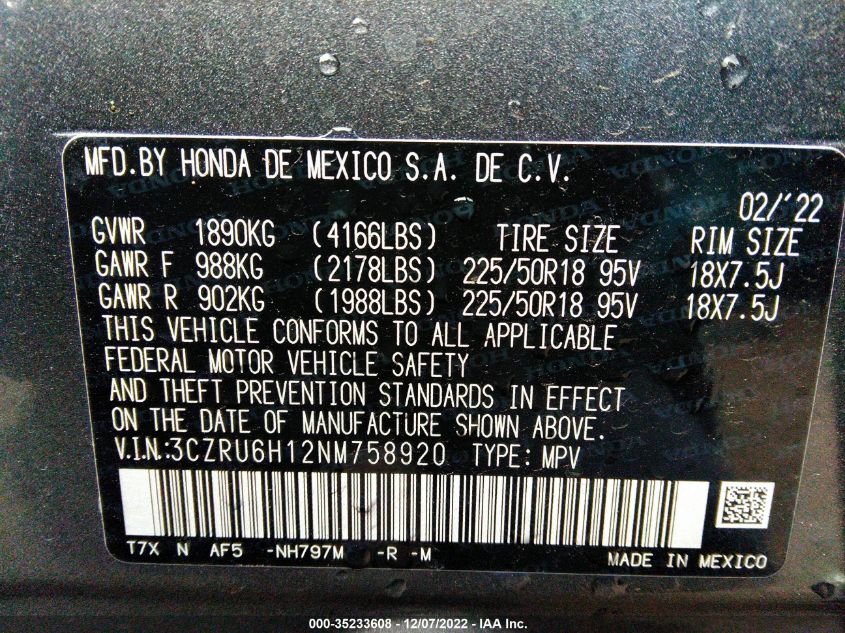 MFD.BY HONDA DE MEXICO S.A. DE C.V.
02/'22
GVWR 1890KG (4166LBS) TIRE SIZE RIM SIZE
GAWR F 988KG (2178LBS) 225/50R18 95V 18X7.5J
GAWR R 902KG (1988LBS) 225/50R18 95V 18X7.5J
THIS VEHICLE CONFORMS TO ALL APPLICABLE
FEDERAL MOTOR VEHICLE SAFETY
AND THEFT PREVENTION STANDARDS IN EFFECT
ON THE DATE OF MANUFACTURE SHOWN ABOVE.
V.I.N:3CZRU6H12NM758920 TYPE: MPV
T7X N AF5 -NH797M -R -M MADE IN MEXICO
000-35233608 - 12/07/2022 - IAA Inc.